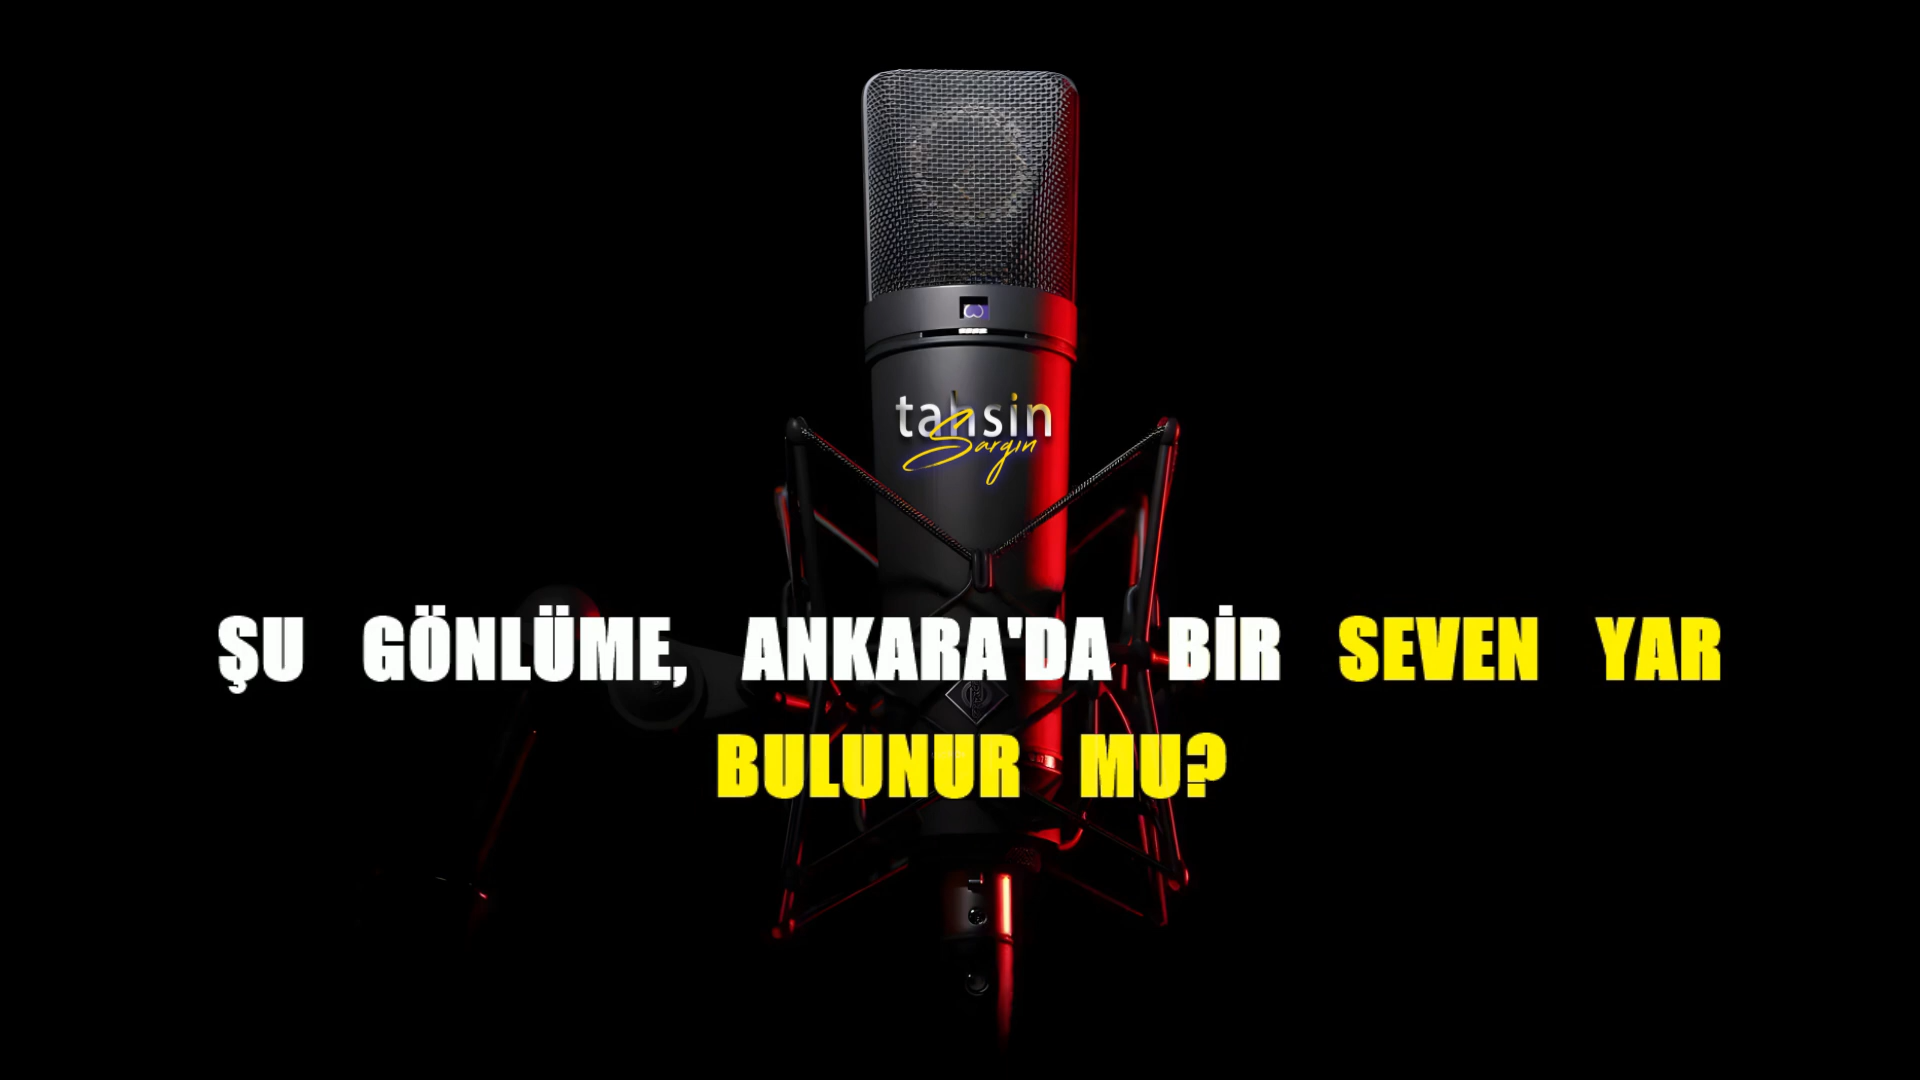 tahsin
Sargın
ŞU GÖNLÜME, ANKARA'DA BİR SEVEN YAR
BULUNUR MU?